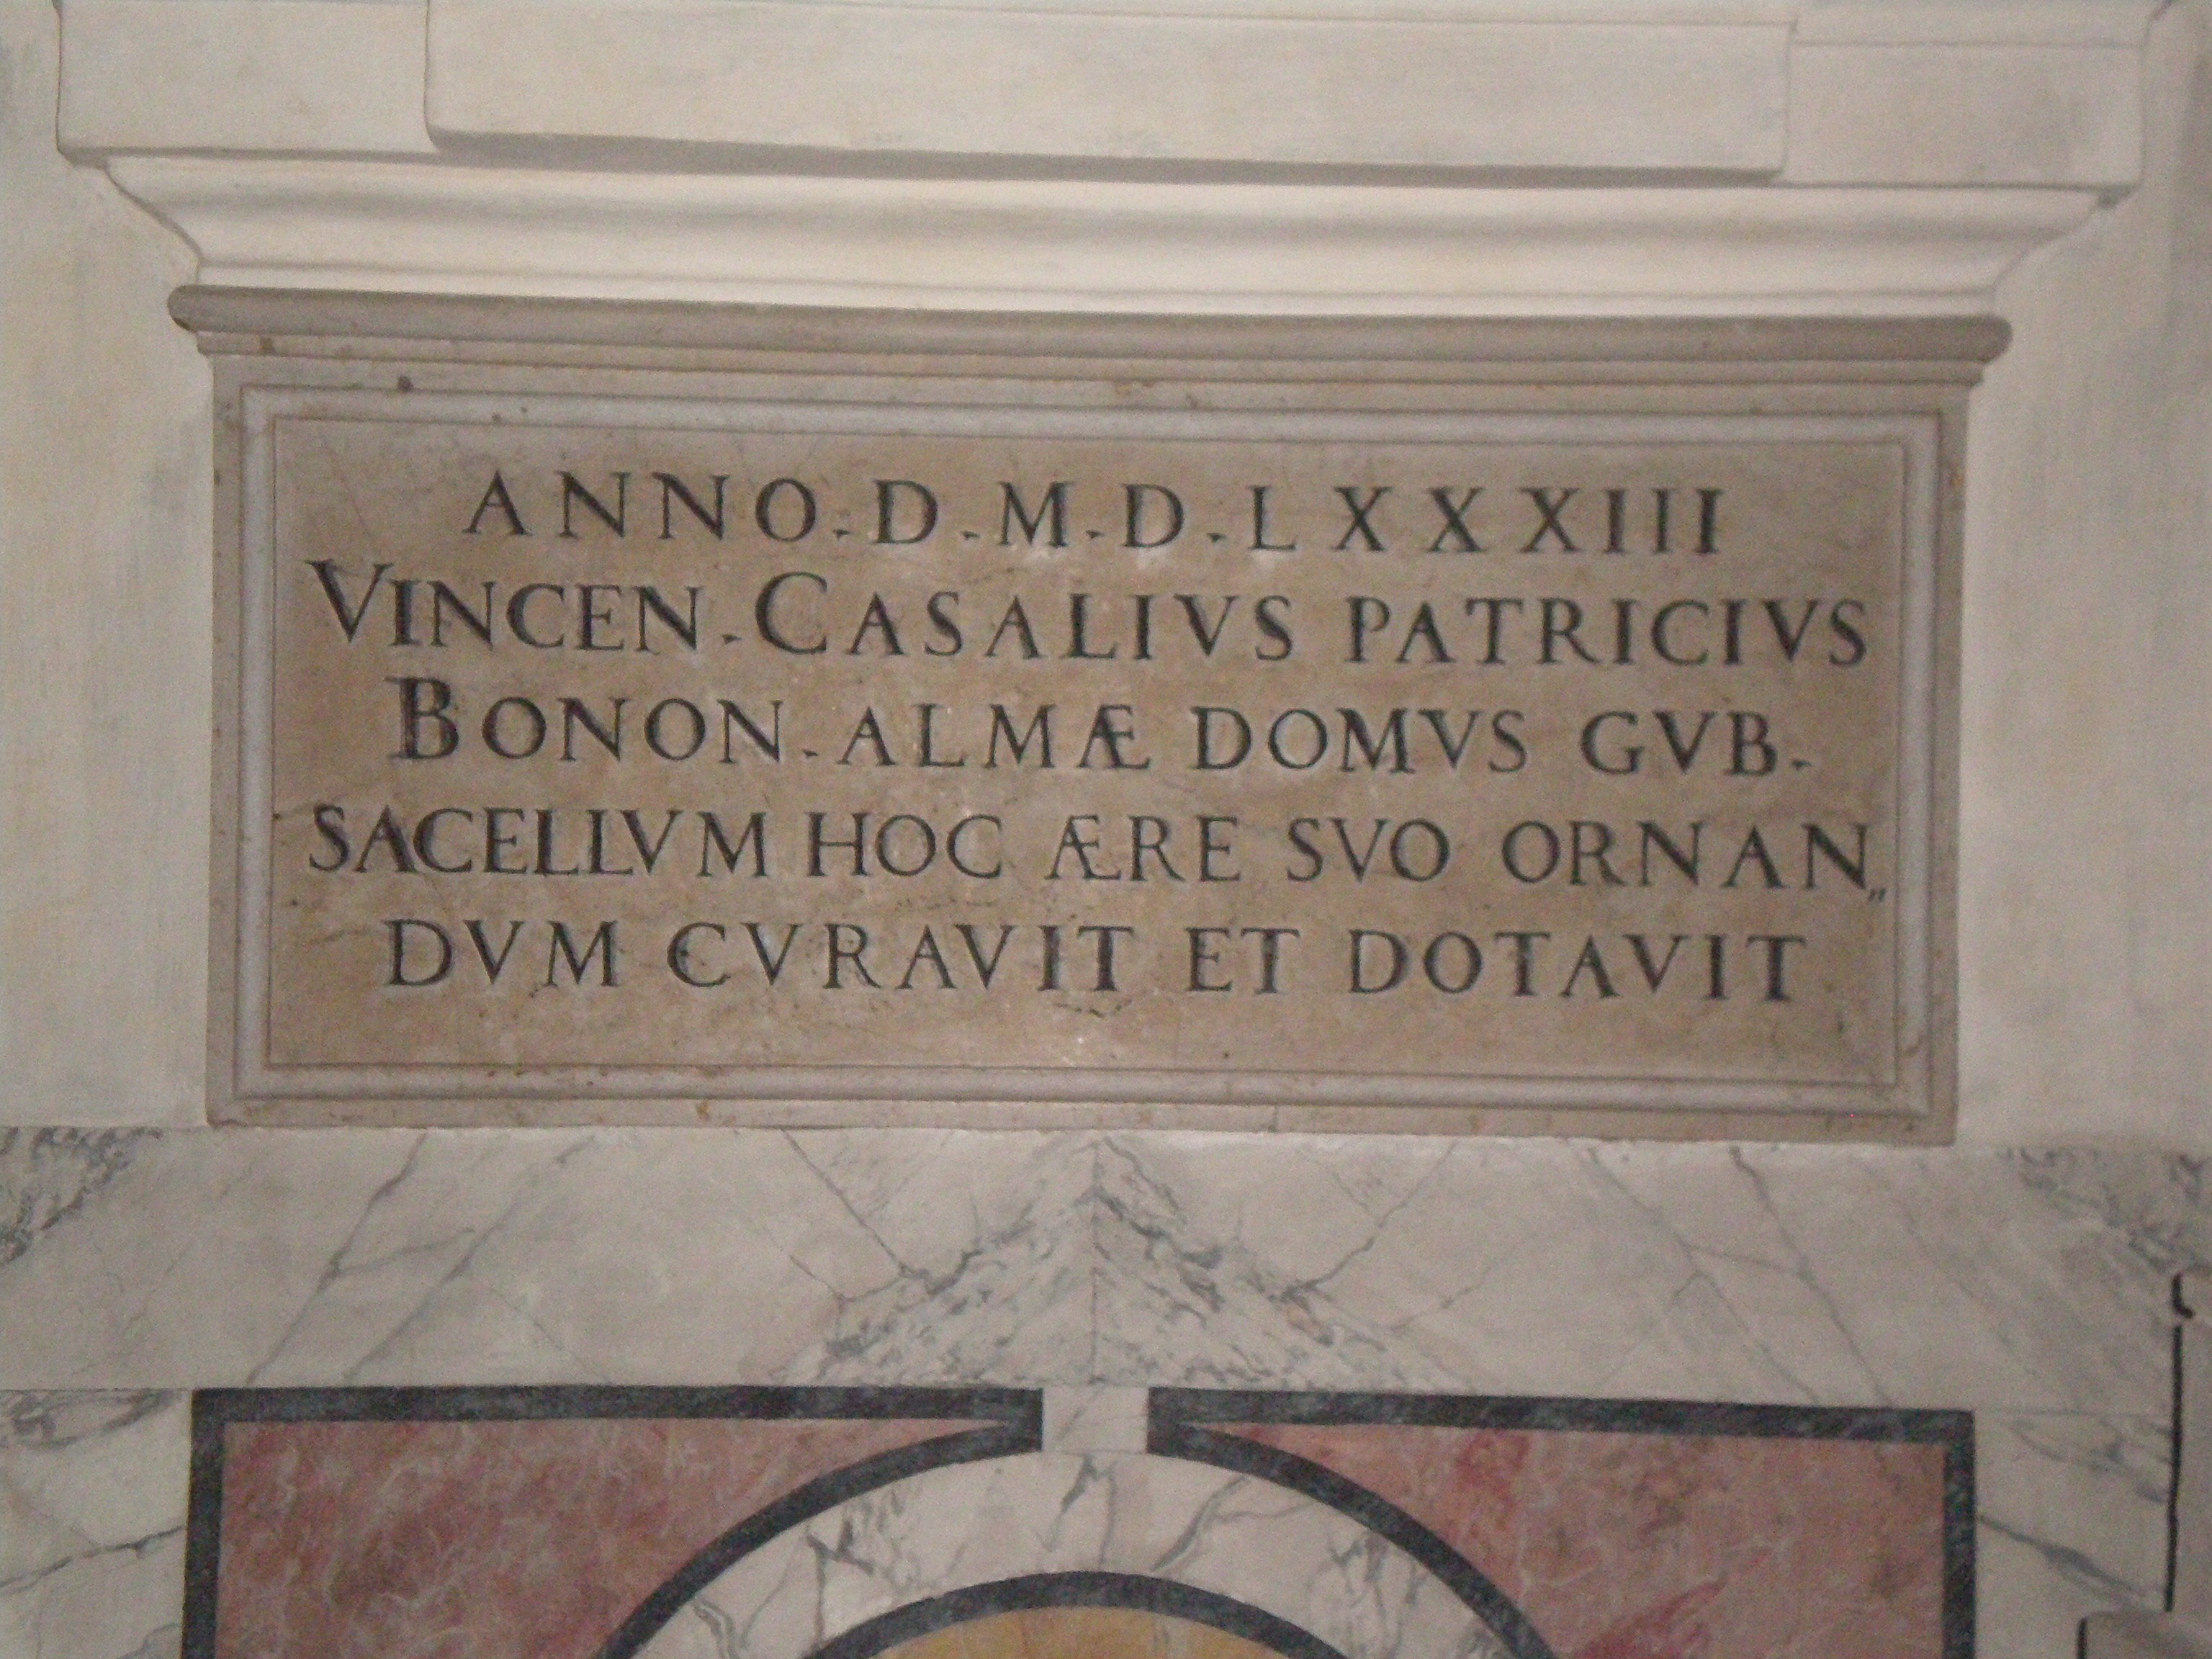 ANNO·D·M·D·LXXXIII
VINCEN·CASALIVS PATRICIVS
BONON·ALMÆ DOMVS GVB·
SACELLVM HOC ÆRE SVO ORNAN„
DVM CVRAVIT ET DOTAVIT